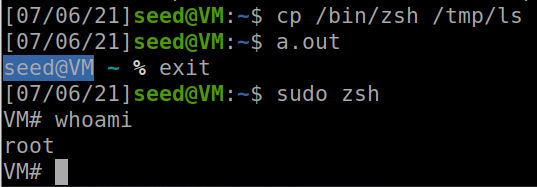 [07/06/21]seed@VM:~$ cp /bin/zsh /tmp/ls
[07/06/21]seed@VM:~$ a.out
seed@VM ~ % exit
[07/06/21]seed@VM:~$ sudo zsh
VM# whoami
root
VM#